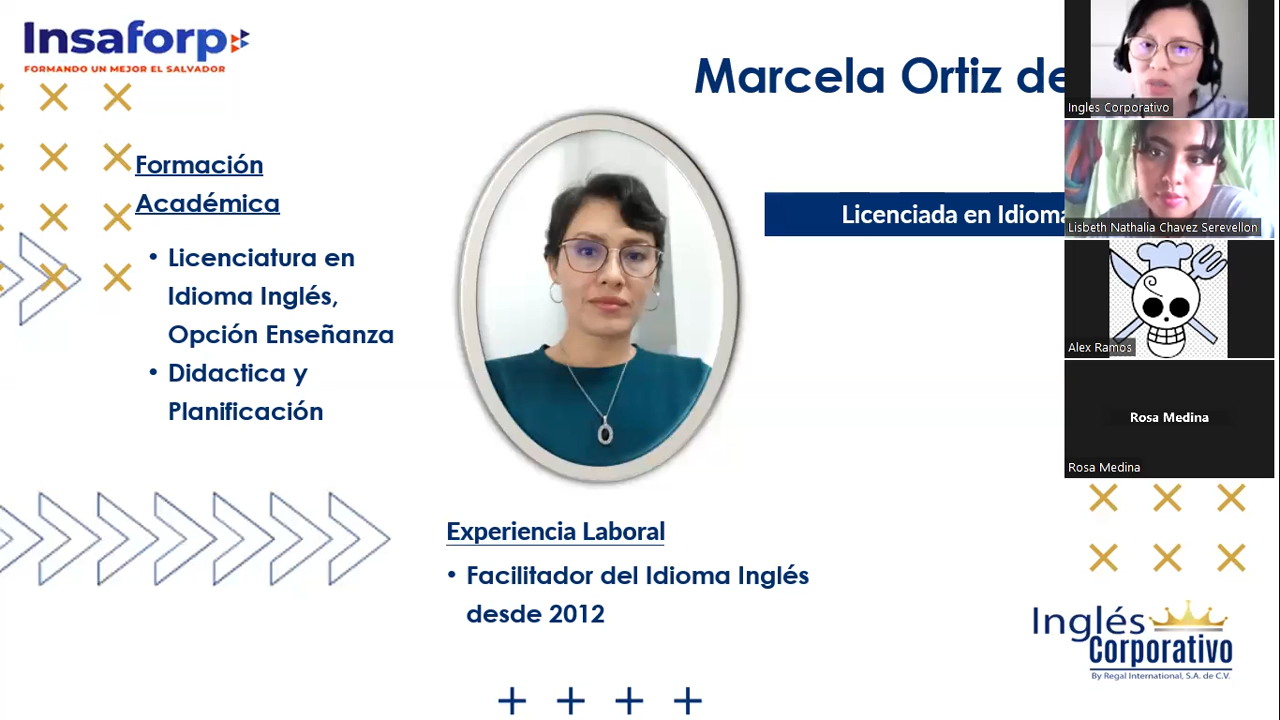 Insaforp
FORMANDO UN MEJOR EL SALVADOR
Marcela Ortiz de
Formación
Académica
• Licenciatura en
Idioma Inglés,
Opción Enseñanza
• Didactica y
Planificación
Licenciada en Idioma
Experiencia Laboral
• Facilitador del Idioma Inglés
desde 2012
Ingles Corporativo
Lisbeth Nathalia Chavez Serevellon
Alex Ramos
Rosa Medina
Rosa Medina
Inglés
Corporativo
By Regal International, S.A. de C.V.